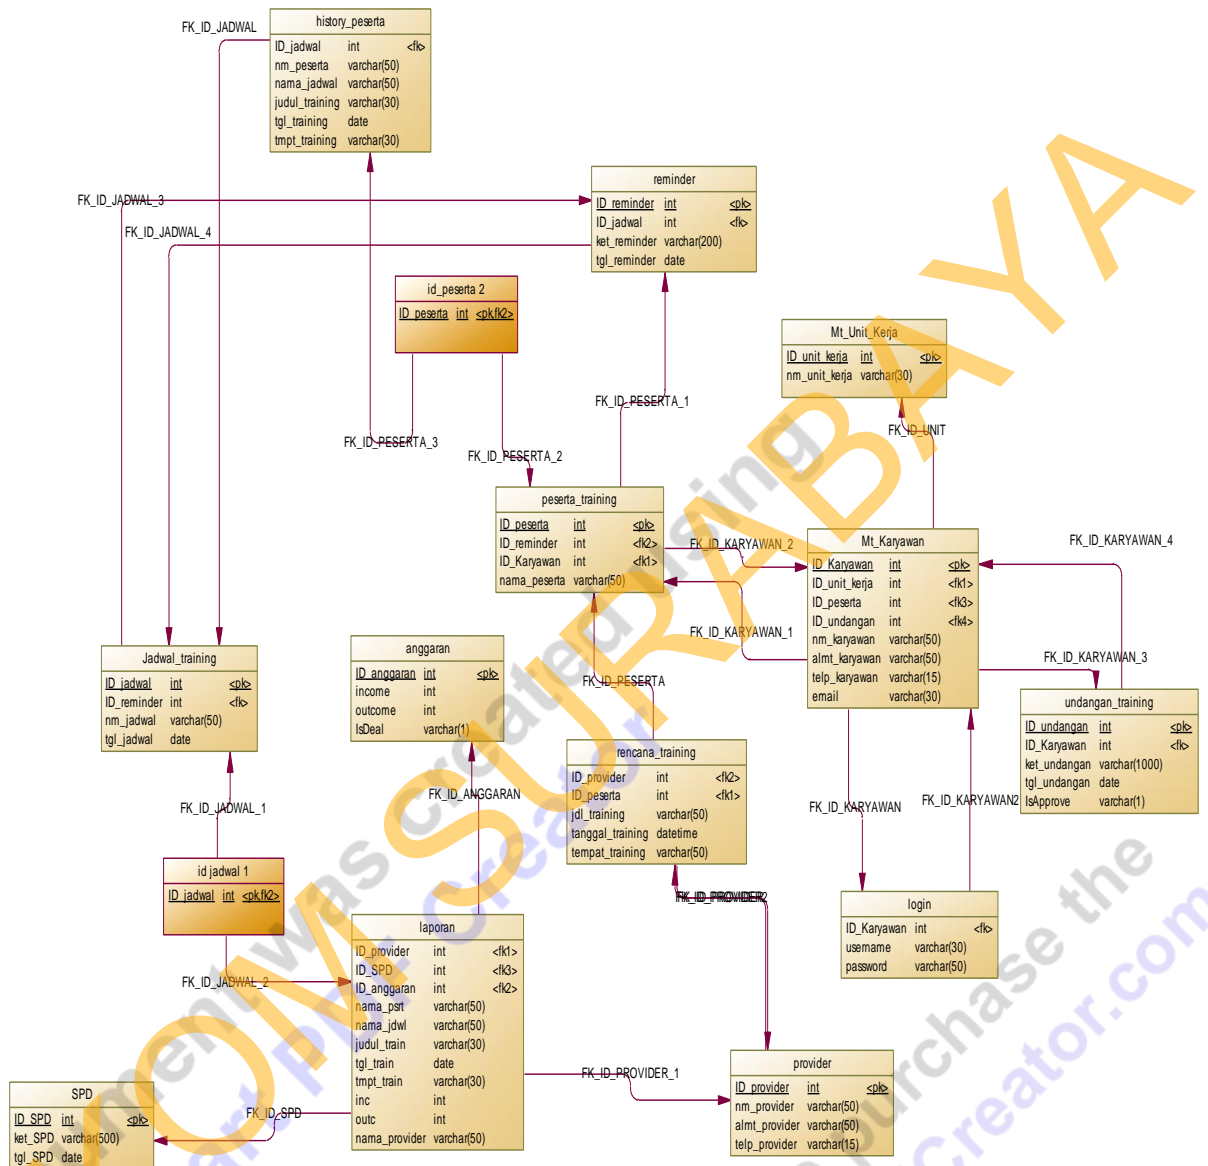 history_peserta
ID_jadwal int <fk>
nm_peserta varchar(50)
nama_jadwal varchar(50)
judul_training varchar(30)
tgl_training date
tmpt_training varchar(30)
FK_ID_JADWAL
reminder
ID_reminder int <pk>
ID_jadwal int <fk>
ket_reminder varchar(200)
tgl_reminder date
FK_ID_JADWAL_3
FK_ID_JADWAL_4
id_peserta 2
ID_peserta int <pk,fk2>
Mt_Unit_Kerja
ID_unit_kerja int <pk>
nm_unit_kerja varchar(30)
FK_ID_PESERTA_1
FK_ID_UNIT
FK_ID_PESERTA_3
FK_ID_PESERTA_2
peserta_training
ID_peserta int <pk>
ID_reminder int <fk2>
ID_Karyawan int <fk1>
nama_peserta varchar(50)
FK_ID_KARYAWAN_2
FK_ID_KARYAWAN_4
Mt_Karyawan
ID_Karyawan int <pk>
ID_unit_kerja int <fk1>
ID_peserta int <fk3>
ID_undangan int <fk4>
nm_karyawan varchar(50)
almt_karyawan varchar(50)
telp_karyawan varchar(15)
email varchar(30)
FK_ID_KARYAWAN_1
FK_ID_KARYAWAN_3
Jadwal_training
ID_jadwal int <pk>
ID_reminder int <fk>
nm_jadwal varchar(50)
tgl_jadwal date
anggaran
ID_anggaran int <pk>
income int
outcome int
IsDeal varchar(1)
FK_ID_PESERTA
undangan_training
ID_undangan int <pk>
ID_Karyawan int <fk>
ket_undangan varchar(1000)
tgl_undangan date
IsApprove varchar(1)
rencana_training
ID_provider int <fk2>
ID_peserta int <fk1>
jdl_training varchar(50)
tanggal_training datetime
tempat_training varchar(50)
FK_ID_JADWAL_1
FK_ID_ANGGARAN
FK_ID_KARYAWAN
FK_ID_KARYAWAN2
id jadwal 1
ID_jadwal int <pk,fk2>
login
ID_Karyawan int <fk>
username varchar(30)
password varchar(50)
FK_ID_JADWAL_2
laporan
ID_provider int <fk1>
ID_SPD int <fk3>
ID_anggaran int <fk2>
nama_psrt varchar(50)
nama_jdwl varchar(50)
judul_train varchar(30)
tgl_train date
tmpt_train varchar(30)
inc int
outc int
nama_provider varchar(50)
FK_ID_PROVIDER_1
provider
ID_provider int <pk>
nm_provider varchar(50)
almt_provider varchar(50)
telp_provider varchar(15)
FK_ID_SPD
SPD
ID_SPD int <pk>
ket_SPD varchar(500)
tgl_SPD date
OM SURABAYA
was created using
Creator
purchase the
Creator.com